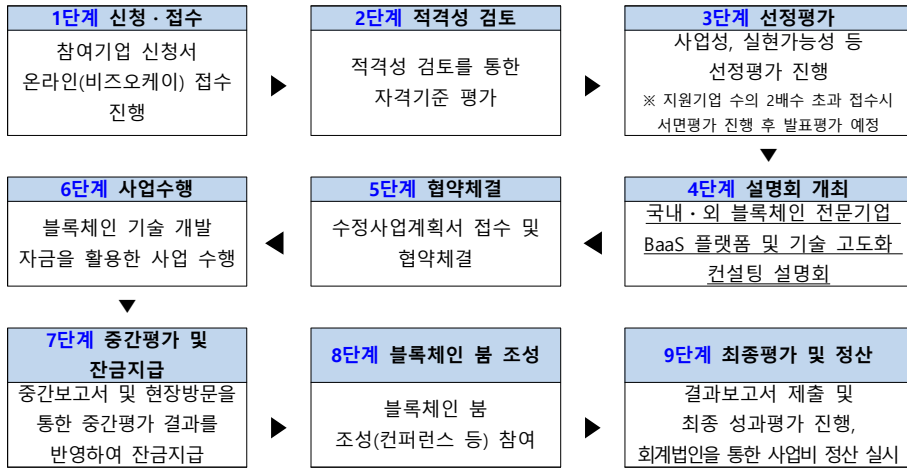 1단계 신청·접수
참여기업 신청서
온라인(비즈오케이) 접수
진행
2단계 적격성 검토
적격성 검토를 통한
자격기준 평가
3단계 선정평가
사업성, 실현가능성 등
선정평가 진행
※ 지원기업 수의 2배수 초과 접수시
서면평가 진행 후 발표평가 예정
4단계 설명회 개최
국내·외 블록체인 전문기업
BaaS 플랫폼 및 기술 고도화
컨설팅 설명회
5단계 협약체결
수정사업계획서 접수 및
협약체결
6단계 사업수행
블록체인 기술 개발
자금을 활용한 사업 수행
7단계 중간평가 및
잔금지급
중간보고서 및 현장방문을
통한 중간평가 결과를
반영하여 잔금지급
8단계 블록체인 붐 조성
블록체인 붐
조성(컨퍼런스 등) 참여
9단계 최종평가 및 정산
결과보고서 제출 및
최종 성과평가 진행,
회계법인을 통한 사업비 정산 실시